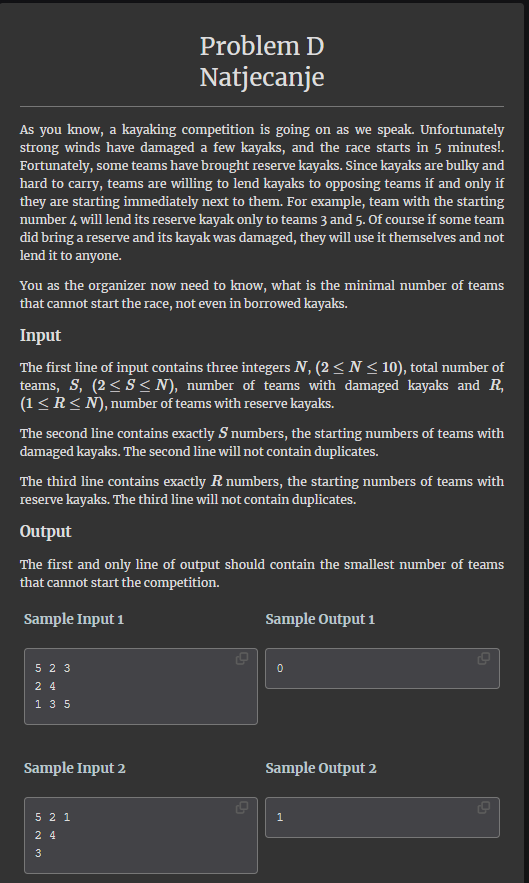 Problem D
Natjecanje
As you know, a kayaking competition is going on as we speak. Unfortunately
strong winds have damaged a few kayaks, and the race starts in 5 minutes!.
Fortunately, some teams have brought reserve kayaks. Since kayaks are bulky and
hard to carry, teams are willing to lend kayaks to opposing teams if and only if
they are starting immediately next to them. For example, team with the starting
number 4 will lend its reserve kayak only to teams 3 and 5. Of course if some team
did bring a reserve and its kayak was damaged, they will use it themselves and not
lend it to anyone.
You as the organizer now need to know, what is the minimal number of teams
that cannot start the race, not even in borrowed kayaks.
Input
The first line of input contains three integers N, (2 ≤ N ≤ 10), total number of
teams, S, (2 ≤ S ≤ N), number of teams with damaged kayaks and R,
(1 ≤ R ≤ N), number of teams with reserve kayaks.
The second line contains exactly S numbers, the starting numbers of teams with
damaged kayaks. The second line will not contain duplicates.
The third line contains exactly R numbers, the starting numbers of teams with
reserve kayaks. The third line will not contain duplicates.
Output
The first and only line of output should contain the smallest number of teams
that cannot start the competition.
Sample Input 1
5 2 3
2 4
1 3 5
Sample Output 1
0
Sample Input 2
5 2 1
2 4
3
Sample Output 2
1